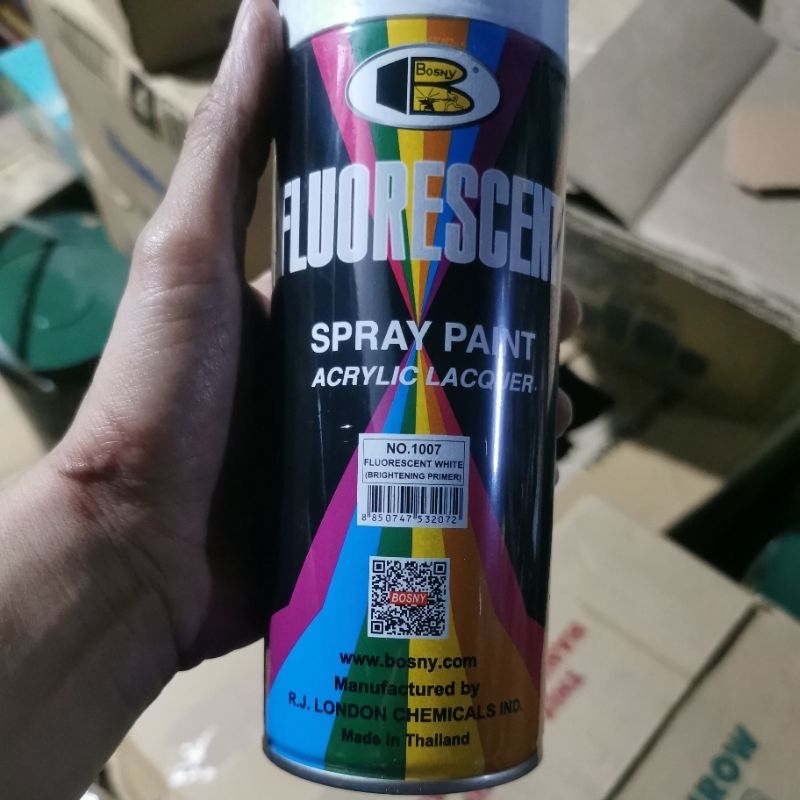 BOSNY
B
FLUORESCENT
SPRAY PAINT
ACRYLIC LACQUER
NO.1007
FLUORESCENT WHITE
(BRIGHTENING PRIMER)
8 850747 532072
BOSNY
www.bosny.com
Manufactured by
R.J. LONDON CHEMICALS IND.
Made in Thailand
ROW